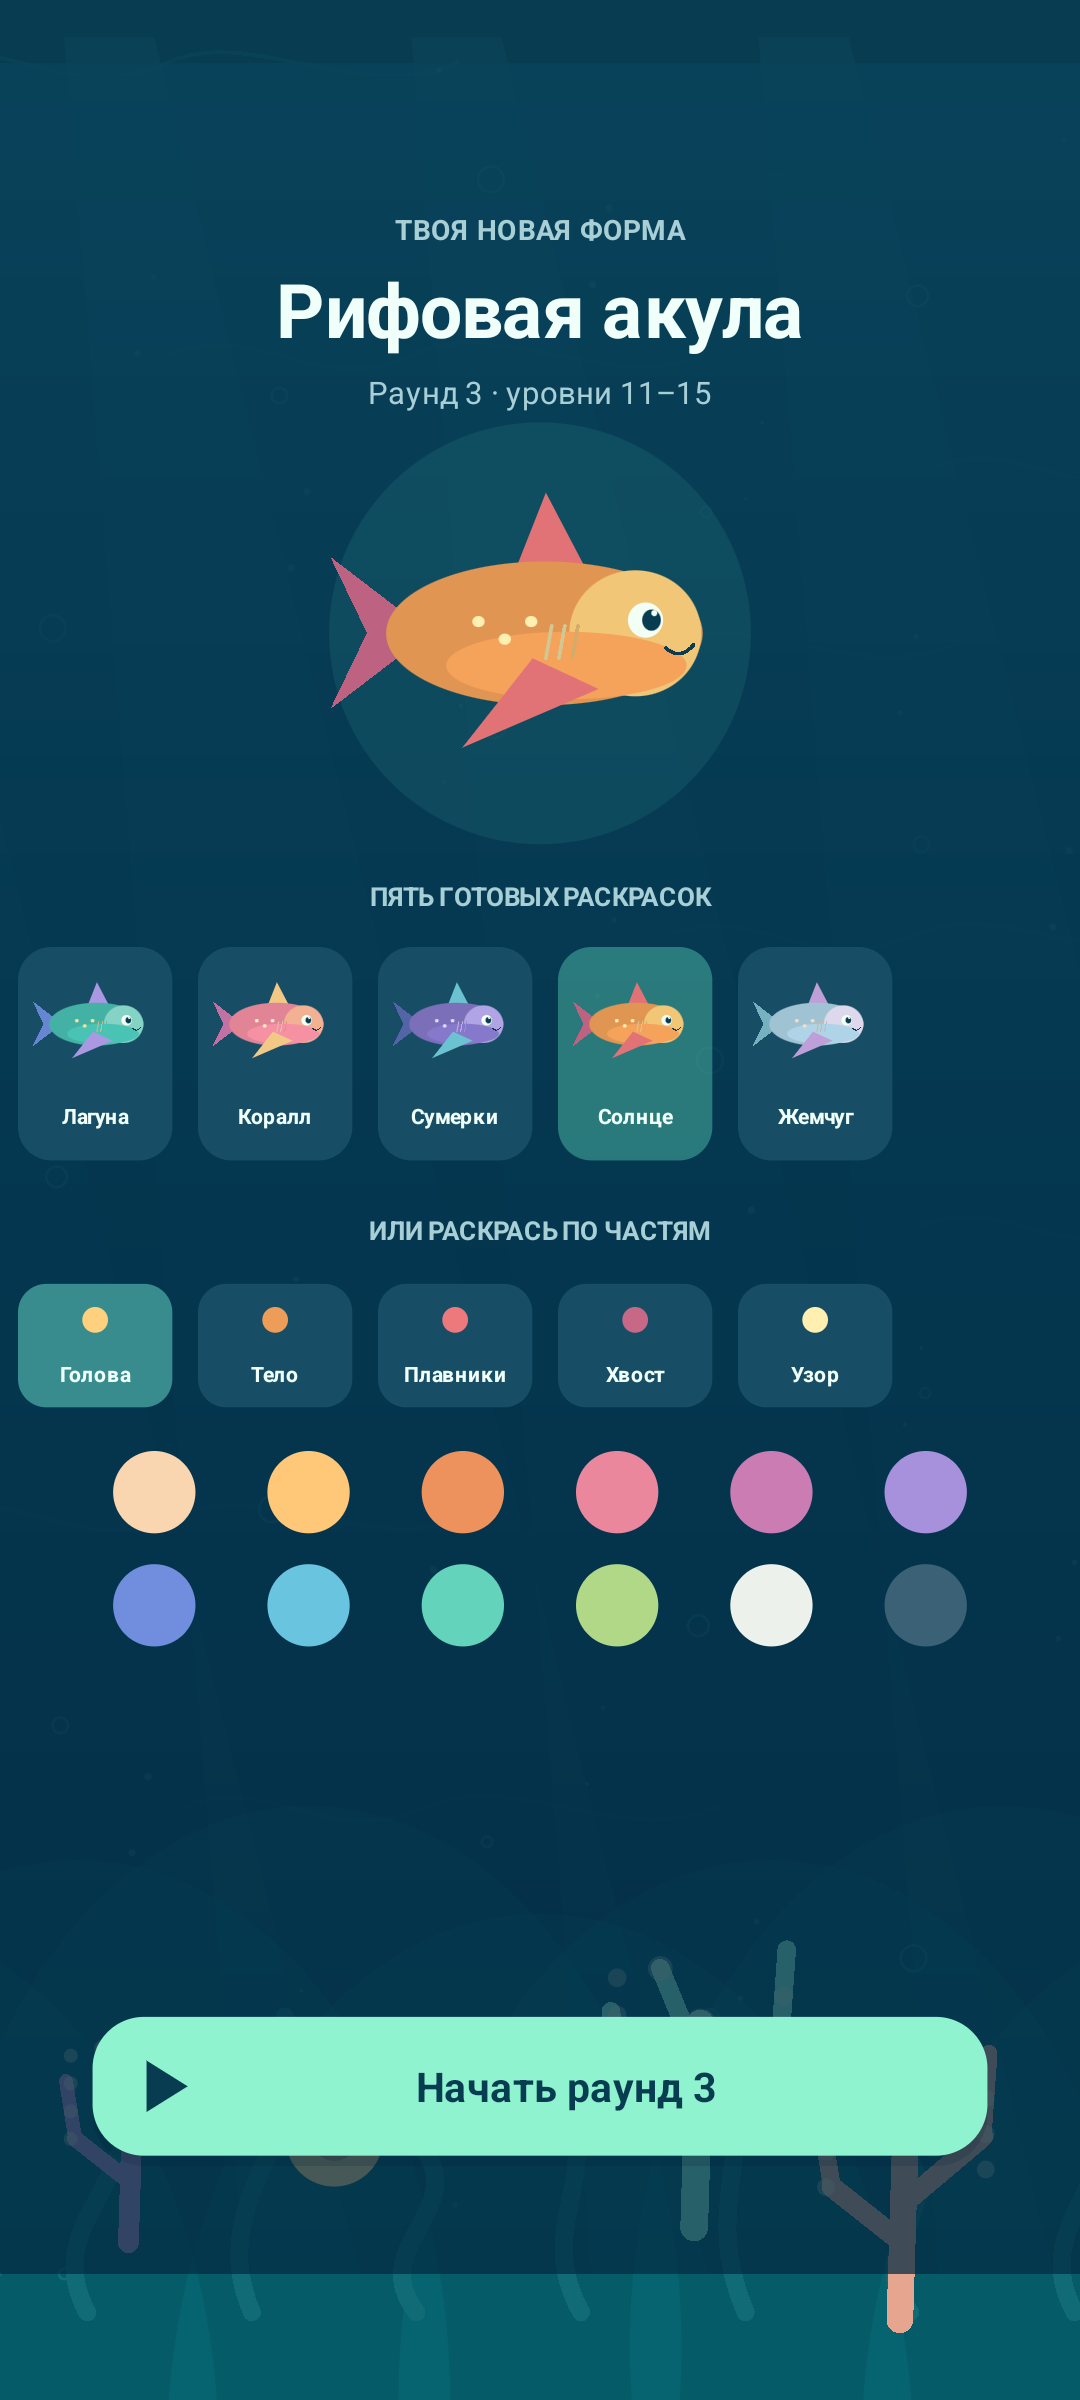 ТВОЯ НОВАЯ ФОРМА
Рифовая акула
Раунд 3 · уровни 11–15
ПЯТЬ ГОТОВЫХ РАСКРАСОК
Лагуна
Коралл
Сумерки
Солнце
Жемчуг
ИЛИ РАСКРАСЬ ПО ЧАСТЯМ
Голова
Тело
Плавники
Хвост
Узор
Начать раунд 3